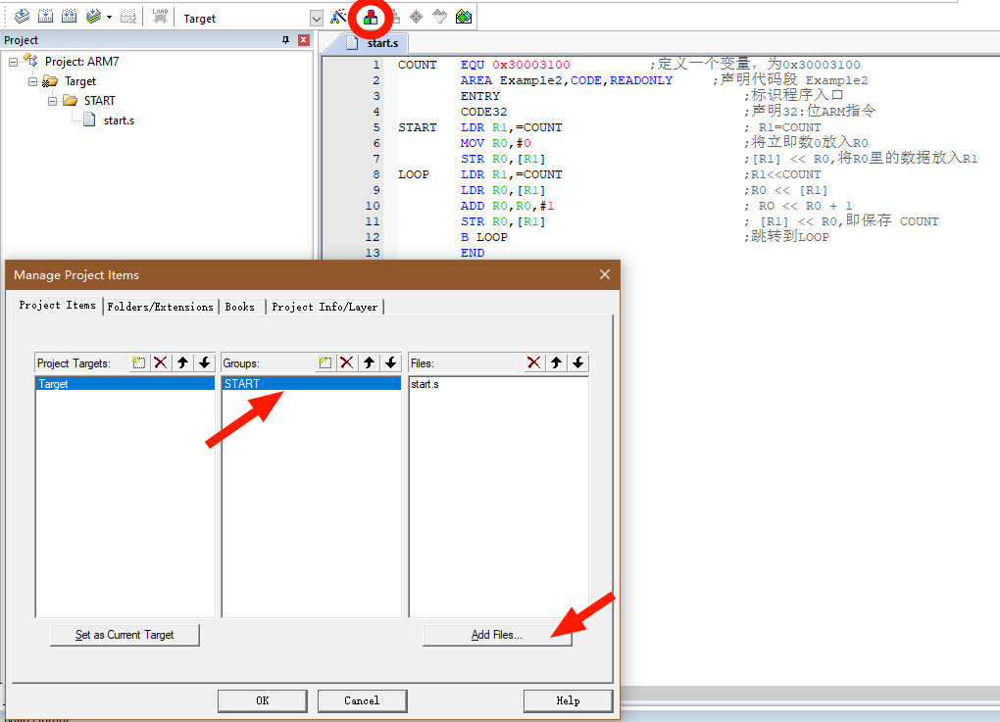 LOAD
Target
Project
start.s
Project: ARM7
Target
START
start.s
1 COUNT EQU 0x30003100 ;定义一个变量，为0x30003100
2 AREA Example2,CODE,READONLY ;声明代码段 Example2
3 ENTRY ;标识程序入口
4 CODE32 ;声明32:位ARM指令
5 START LDR R1,=COUNT ; R1=COUNT
6 MOV R0,#0 ;将立即数0放入R0
7 STR R0,[R1] ;[R1] << R0,将R0里的数据放入R1
8 LOOP LDR R1,=COUNT ;R1<<COUNT
9 LDR R0,[R1] ;R0 << [R1]
10 ADD R0,R0,#1 ; RO << R0 + 1
11 STR R0,[R1] ; [R1] << R0,即保存 COUNT
12 B LOOP ;跳转到LOOP
13 END
Manage Project Items
Project Items Folders/Extensions Books Project Info/Layer
Project Targets: Groups: Files:
Target START start.s
Set as Current Target Add Files...
OK Cancel Help